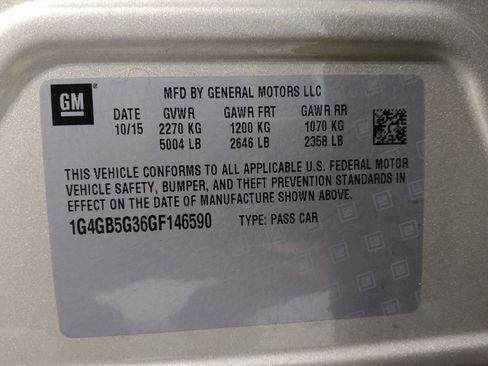 GM MFD BY GENERAL MOTORS LLC
DATE GVWR GAWR FRT GAWR RR
10/15 2270 KG 1200 KG 1070 KG
5004 LB 2646 LB 2358 LB
THIS VEHICLE CONFORMS TO ALL APPLICABLE U.S. FEDERAL MOTOR
VEHICLE SAFETY, BUMPER, AND THEFT PREVENTION STANDARDS IN
EFFECT ON THE DATE OF MANUFACTURE SHOWN ABOVE.
1G4GB5G36GF146590 TYPE: PASS CAR